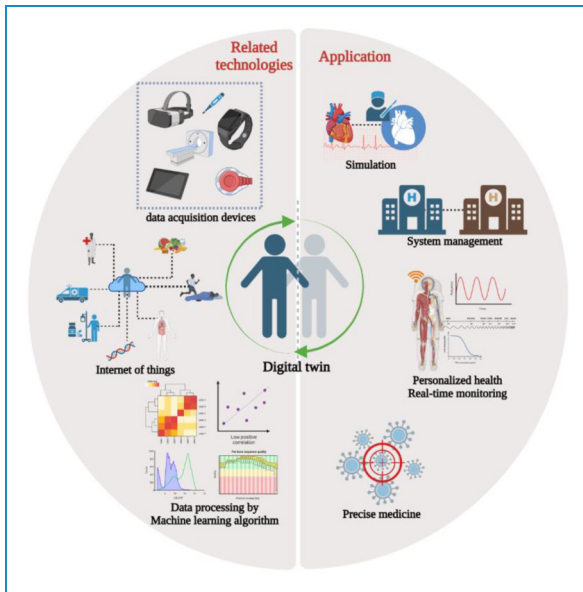 Related
technologies
Application
data acquisition devices
Simulation
H
H
System management
Internet of things
Digital twin
Personalized health
Real-time monitoring
Low positive
correlation
Data processing by
Machine learning algorithm
Precise medicine